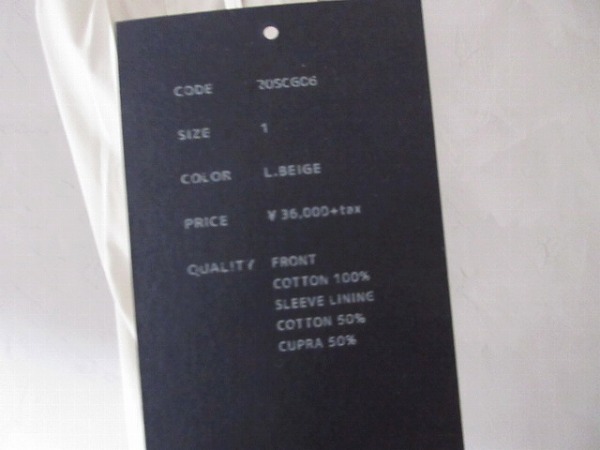 CODE 20SCG06
SIZE 1
COLOR L.BEIGE
PRICE ¥36,000+tax
QUALITY FRONT
COTTON 100%
SLEEVE LINING
COTTON 50%
CUPRA 50%